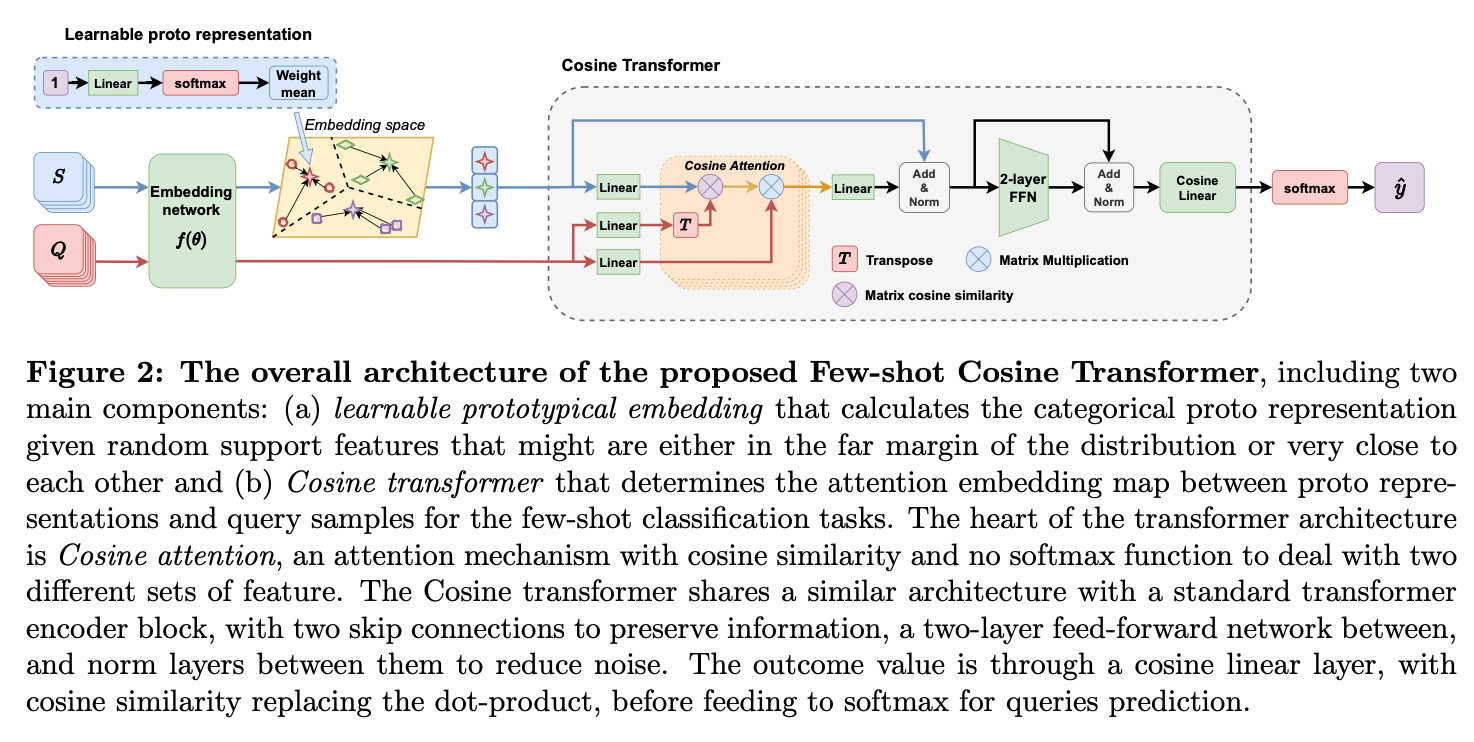 Learnable proto representation
1
Linear
softmax
Weight
mean
Cosine Transformer
Embedding space
S
Embedding
network
f(θ)
Q
Cosine Attention
Linear
Linear
T
Linear
Linear
Add
&
Norm
2-layer
FFN
Add
&
Norm
Cosine
Linear
softmax
ŷ
T Transpose
Matrix Multiplication
Matrix cosine similarity
Figure 2: The overall architecture of the proposed Few-shot Cosine Transformer, including two
main components: (a) learnable prototypical embedding that calculates the categorical proto representation
given random support features that might are either in the far margin of the distribution or very close to
each other and (b) Cosine transformer that determines the attention embedding map between proto repre-
sentations and query samples for the few-shot classification tasks. The heart of the transformer architecture
is Cosine attention, an attention mechanism with cosine similarity and no softmax function to deal with two
different sets of feature. The Cosine transformer shares a similar architecture with a standard transformer
encoder block, with two skip connections to preserve information, a two-layer feed-forward network between,
and norm layers between them to reduce noise. The outcome value is through a cosine linear layer, with
cosine similarity replacing the dot-product, before feeding to softmax for queries prediction.